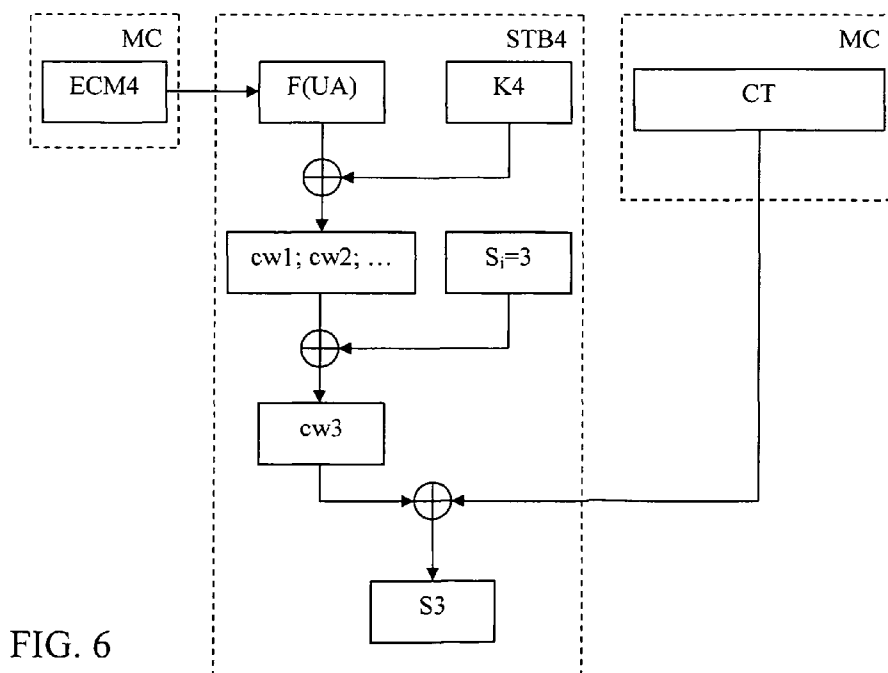 MC
STB4
MC
ECM4
F(UA)
K4
CT
cw1; cw2; ...
Sᵢ=3
cw3
S3
FIG. 6